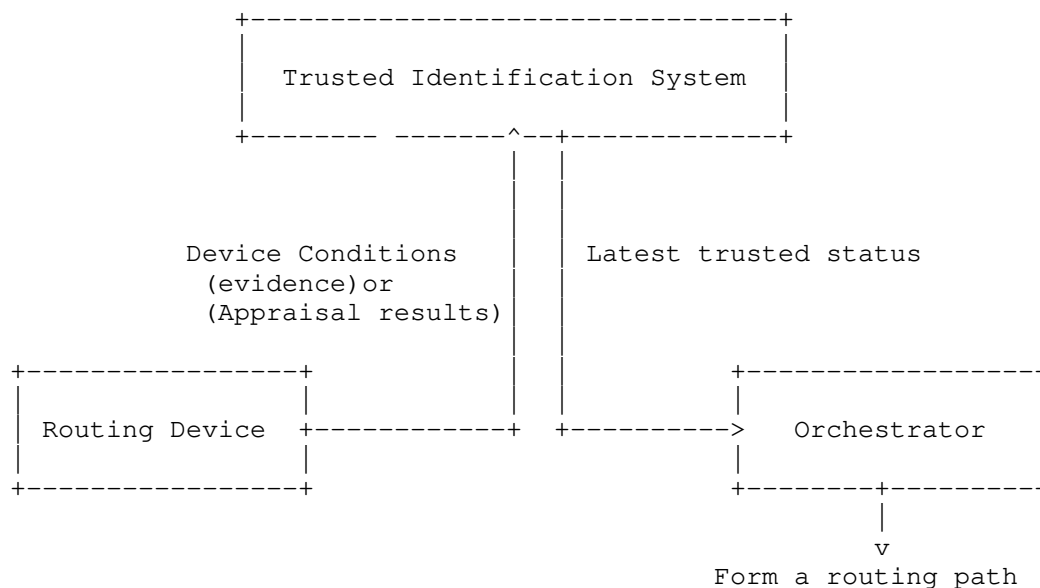 Trusted Identification System
Device Conditions
(evidence)or
(Appraisal results)
Latest trusted status
Routing Device
Orchestrator
v
Form a routing path